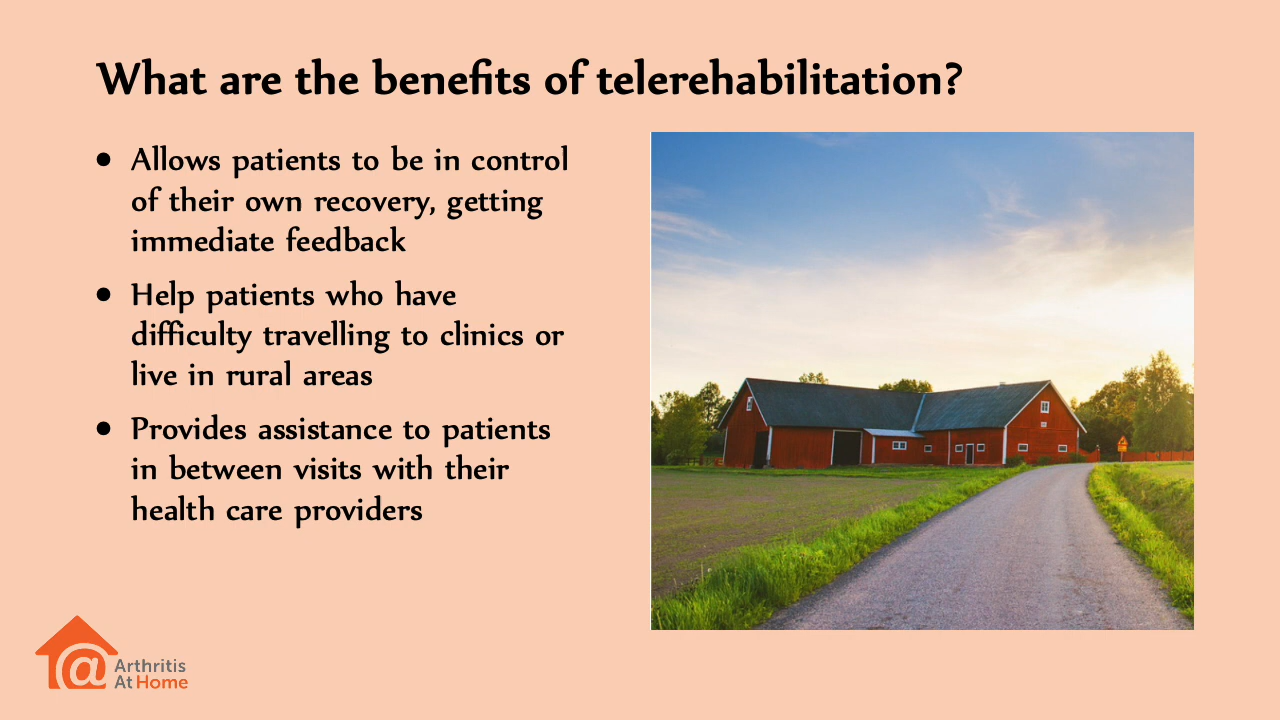 What are the benefits of telerehabilitation?
• Allows patients to be in control
of their own recovery, getting
immediate feedback
• Help patients who have
difficulty travelling to clinics or
live in rural areas
• Provides assistance to patients
in between visits with their
health care providers
@ Arthritis
At Home